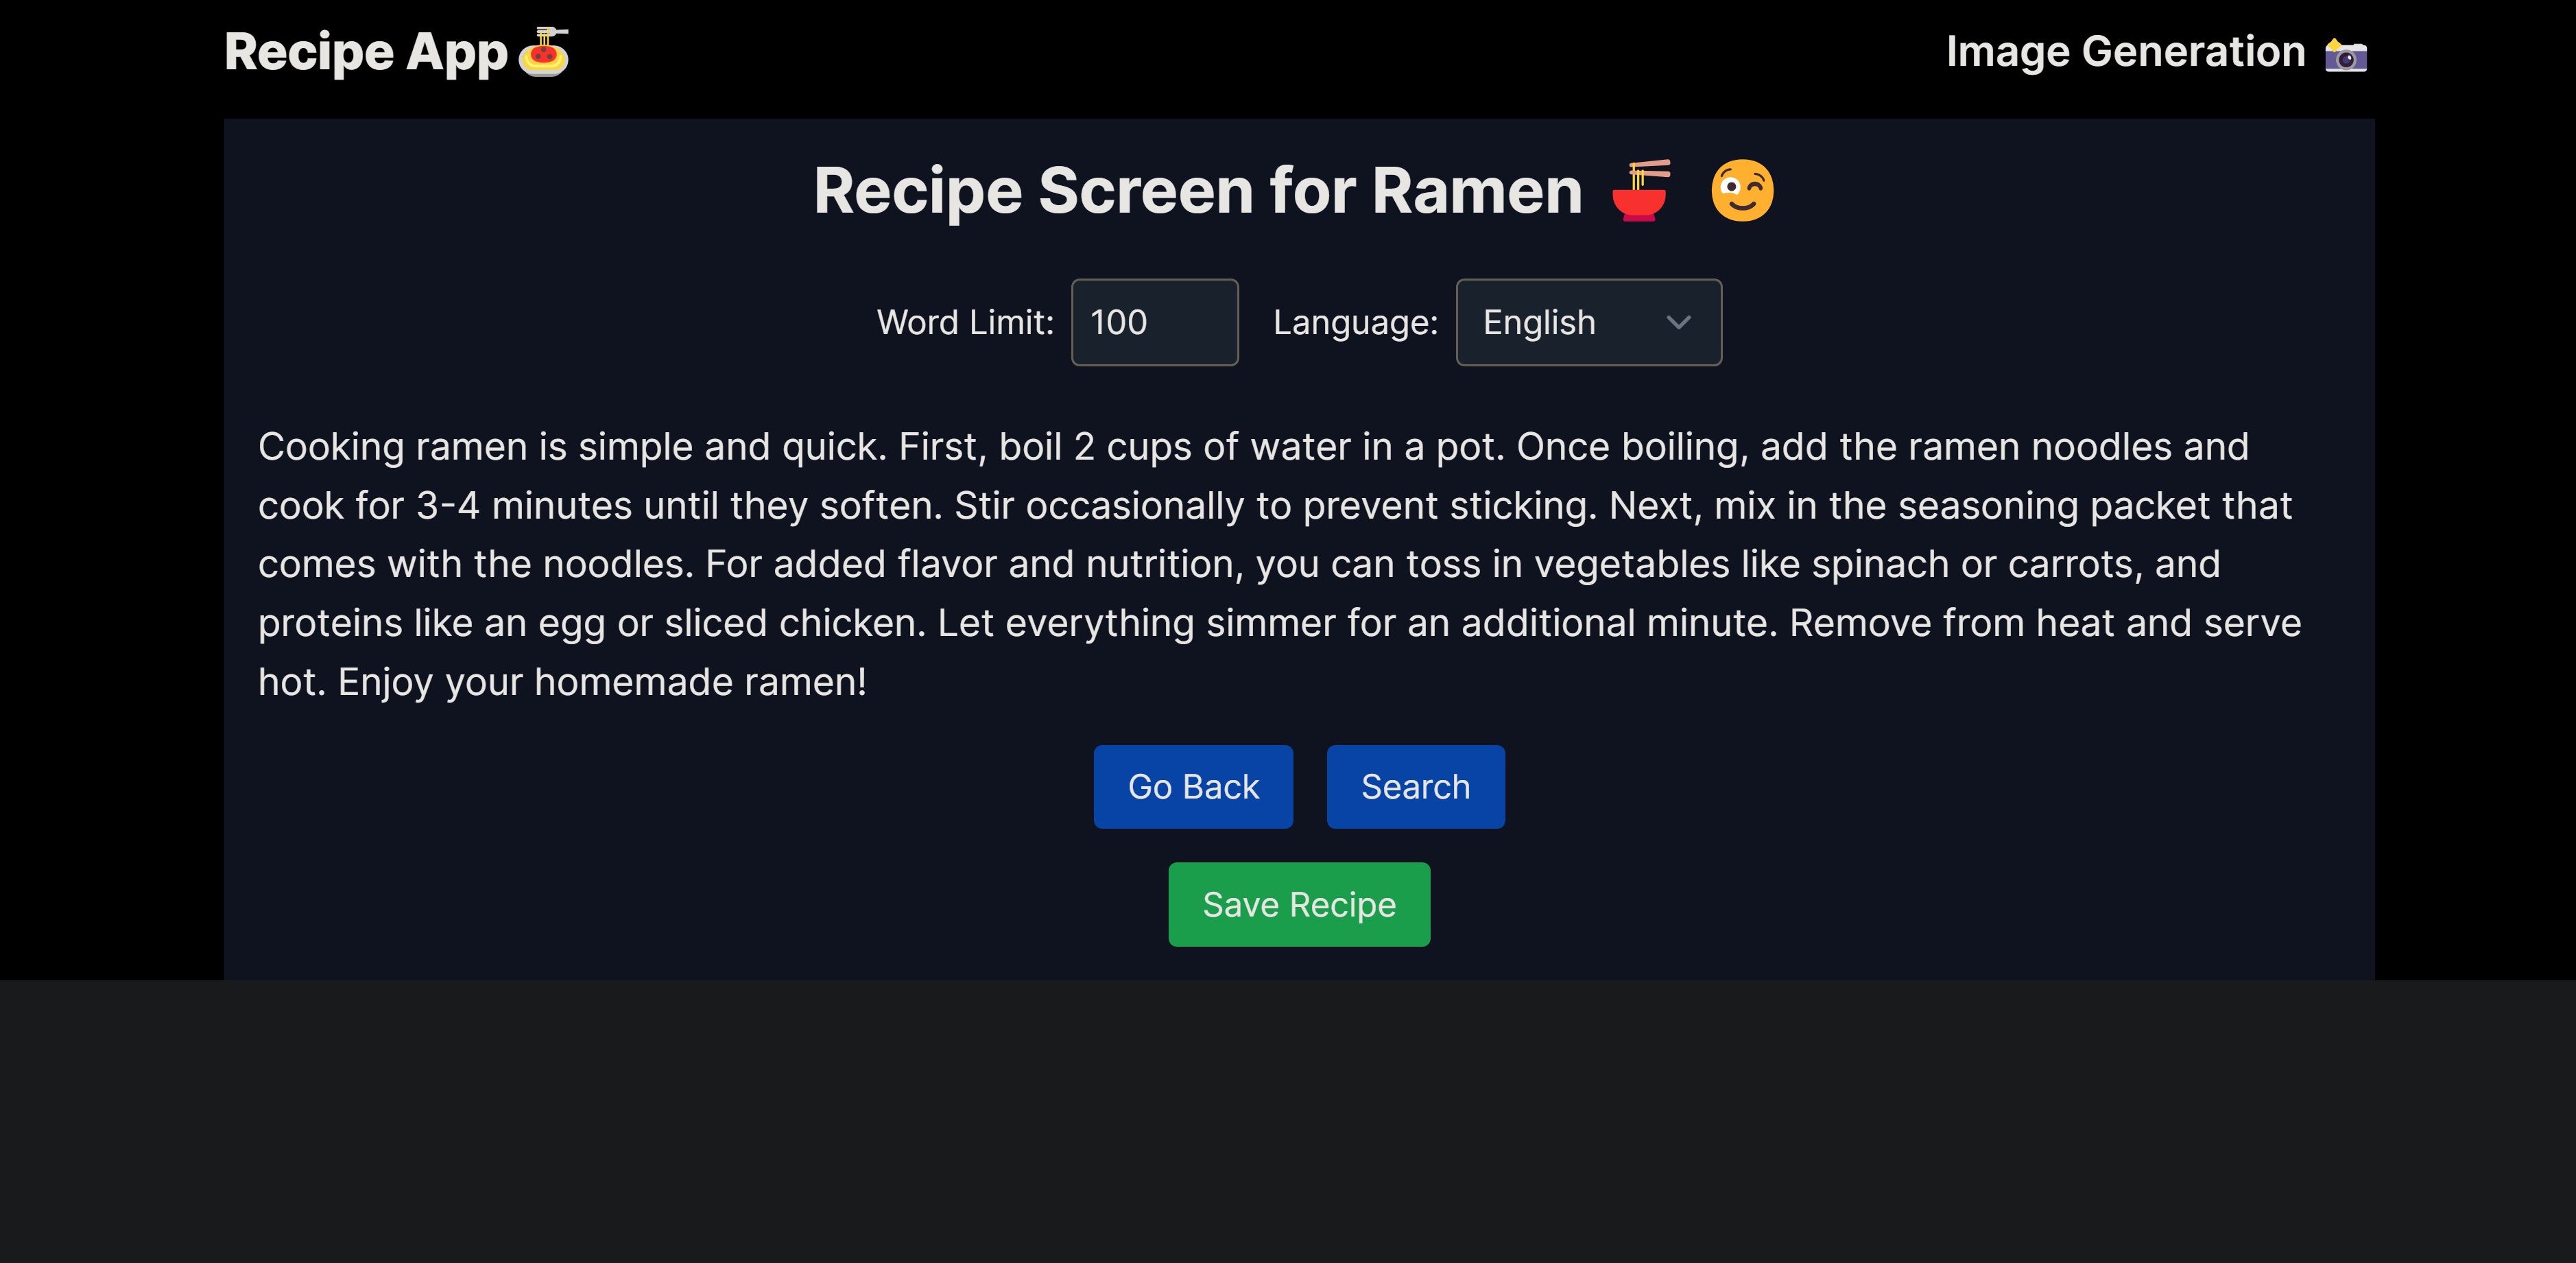 Recipe App
Image Generation
Recipe Screen for Ramen
Word Limit: 100 Language: English
Cooking ramen is simple and quick. First, boil 2 cups of water in a pot. Once boiling, add the ramen noodles and
cook for 3-4 minutes until they soften. Stir occasionally to prevent sticking. Next, mix in the seasoning packet that
comes with the noodles. For added flavor and nutrition, you can toss in vegetables like spinach or carrots, and
proteins like an egg or sliced chicken. Let everything simmer for an additional minute. Remove from heat and serve
hot. Enjoy your homemade ramen!
Go Back Search
Save Recipe